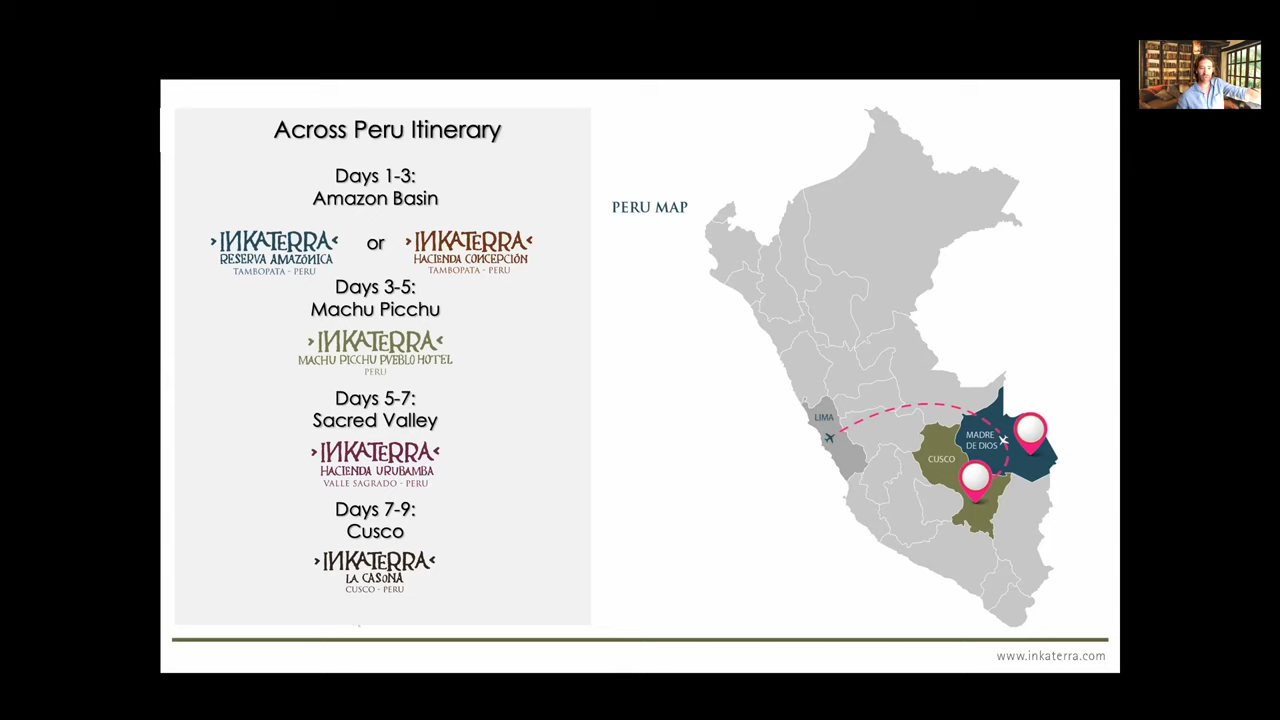 Across Peru Itinerary
Days 1-3:
Amazon Basin
INKATERRA
RESERVA AMAZÓNICA
TAMBOPATA - PERU
or
INKATERRA
HACIENDA CONCEPCIÓN
TAMBOPATA - PERU
Days 3-5:
Machu Picchu
INKATERRA
MACHU PICCHU PUEBLO HOTEL
PERU
Days 5-7:
Sacred Valley
INKATERRA
HACIENDA URUBAMBA
VALLE SAGRADO - PERU
Days 7-9:
Cusco
INKATERRA
LA CASONA
CUSCO - PERU
PERU MAP
LIMA
MADRE
DE DIOS
CUSCO
www.inkaterra.com